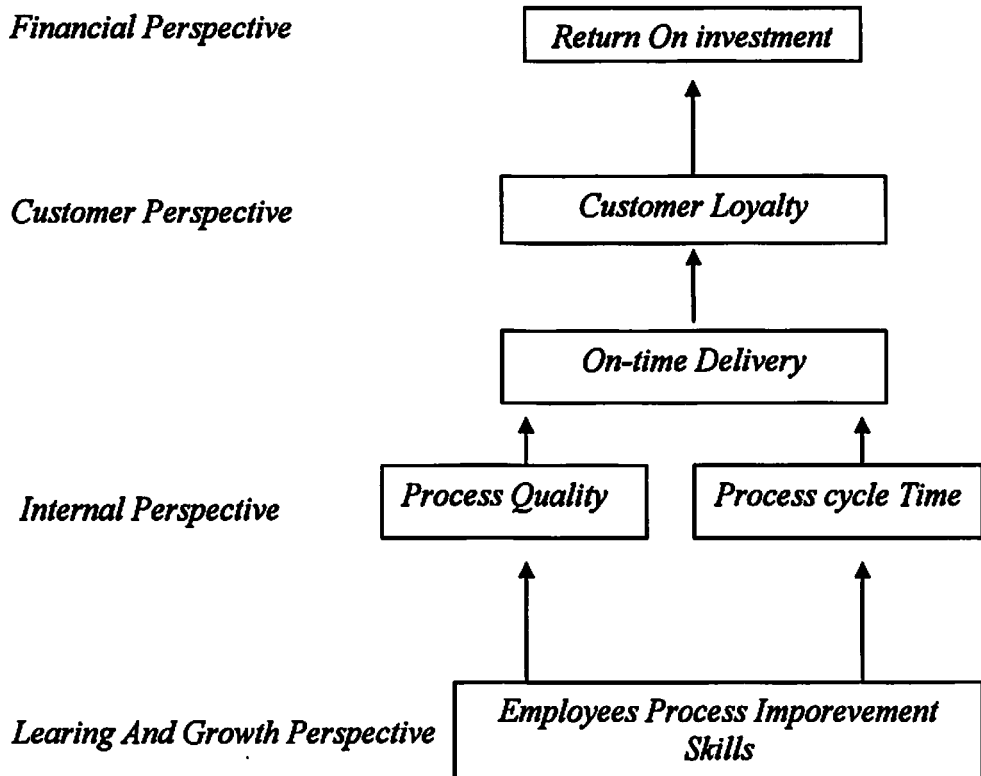 Financial Perspective
Return On investment
Customer Perspective
Customer Loyalty
On-time Delivery
Internal Perspective
Process Quality
Process cycle Time
Learing And Growth Perspective
Employees Process Imporevement
Skills